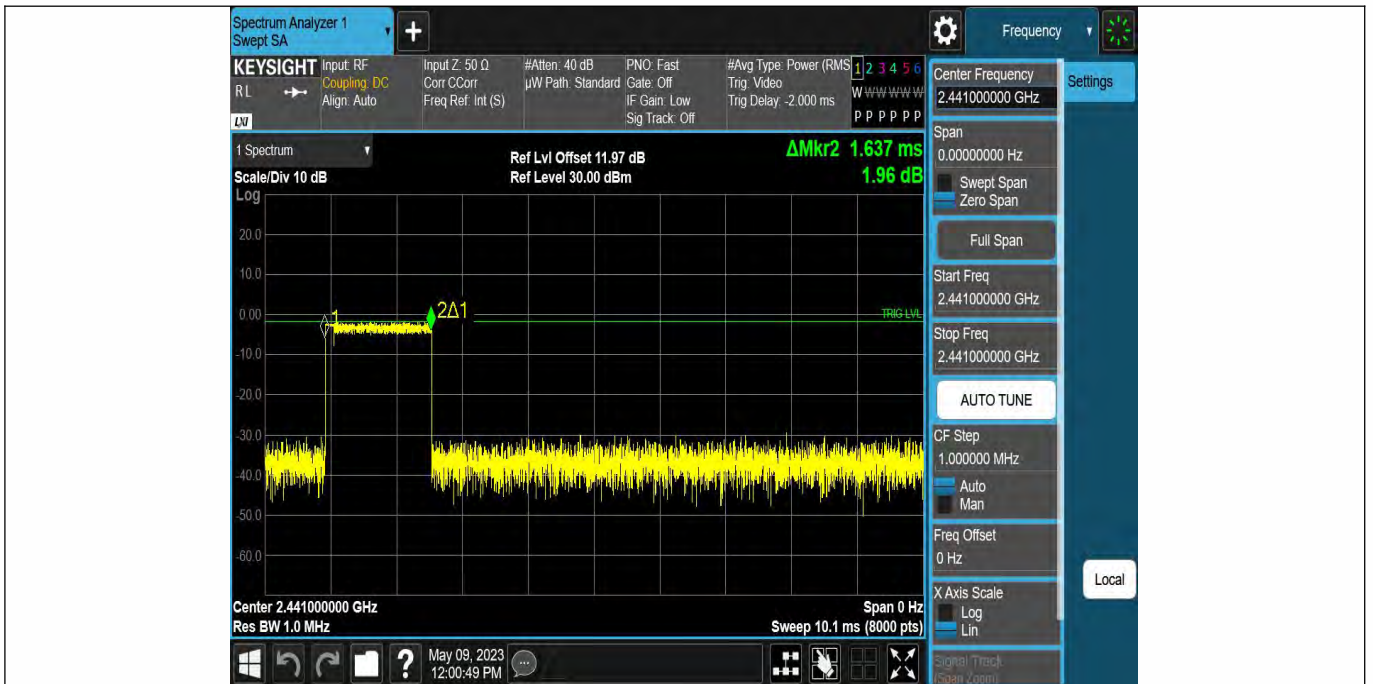 Spectrum Analyzer 1
Swept SA
+
Frequency
KEYSIGHT
RL
LXI
Input: RF
Coupling: DC
Align: Auto
Input Z: 50 Ω
Corr CCorr
Freq Ref: Int (S)
#Atten: 40 dB
µW Path: Standard
PNO: Fast
Gate: Off
IF Gain: Low
Sig Track: Off
#Avg Type: Power (RMS
Trig: Video
Trig Delay: -2.000 ms
1 2 3 4 5 6
W W W W W W
P P P P P P
1 Spectrum
Scale/Div 10 dB
Ref Lvl Offset 11.97 dB
Ref Level 30.00 dBm
ΔMkr2 1.637 ms
1.96 dB
Log
20.0
10.0
0.00
-10.0
-20.0
-30.0
-40.0
-50.0
-60.0
1
2Δ1
TRIG LVL
Center 2.441000000 GHz
Res BW 1.0 MHz
Span 0 Hz
Sweep 10.1 ms (8000 pts)
Center Frequency
2.441000000 GHz
Settings
Span
0.00000000 Hz
Swept Span
Zero Span
Full Span
Start Freq
2.441000000 GHz
Stop Freq
2.441000000 GHz
AUTO TUNE
CF Step
1.000000 MHz
Auto
Man
Freq Offset
0 Hz
X Axis Scale
Log
Lin
Signal Track
(Span Zoom)
Local
?
May 09, 2023
12:00:49 PM